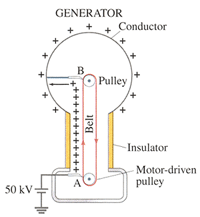 GENERATOR
Conductor
B
Pulley
Belt
Insulator
Motor-driven
pulley
A
50 kV